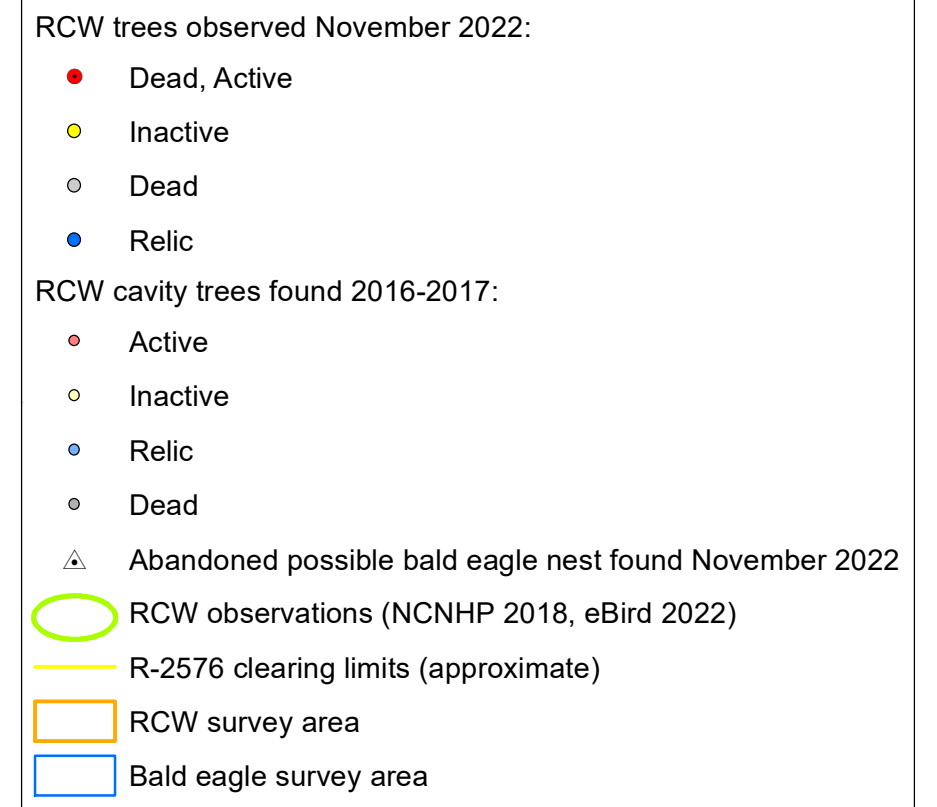 RCW trees observed November 2022:
Dead, Active
Inactive
Dead
Relic
RCW cavity trees found 2016-2017:
Active
Inactive
Relic
Dead
Abandoned possible bald eagle nest found November 2022
RCW observations (NCNHP 2018, eBird 2022)
R-2576 clearing limits (approximate)
RCW survey area
Bald eagle survey area